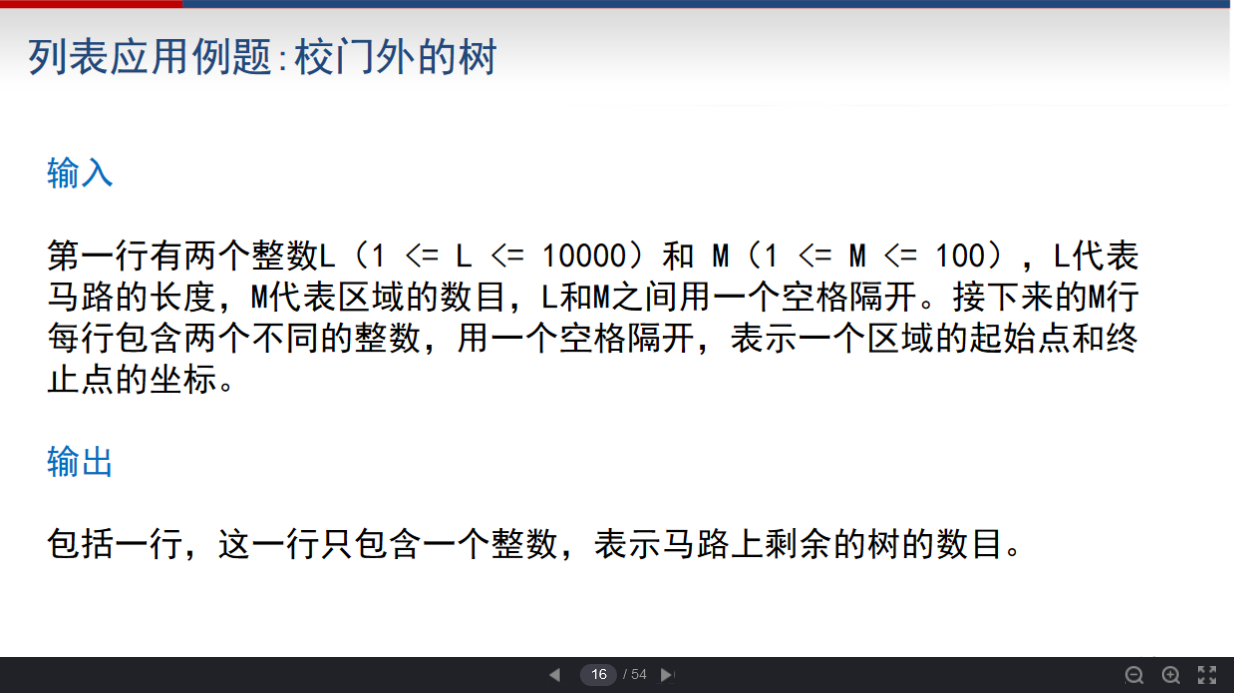 列表应用例题:校门外的树
输入
第一行有两个整数L（1 <= L <= 10000）和 M（1 <= M <= 100），L代表
马路的长度，M代表区域的数目，L和M之间用一个空格隔开。接下来的M行
每行包含两个不同的整数，用一个空格隔开，表示一个区域的起始点和终
止点的坐标。
输出
包括一行，这一行只包含一个整数，表示马路上剩余的树的数目。
16 / 54